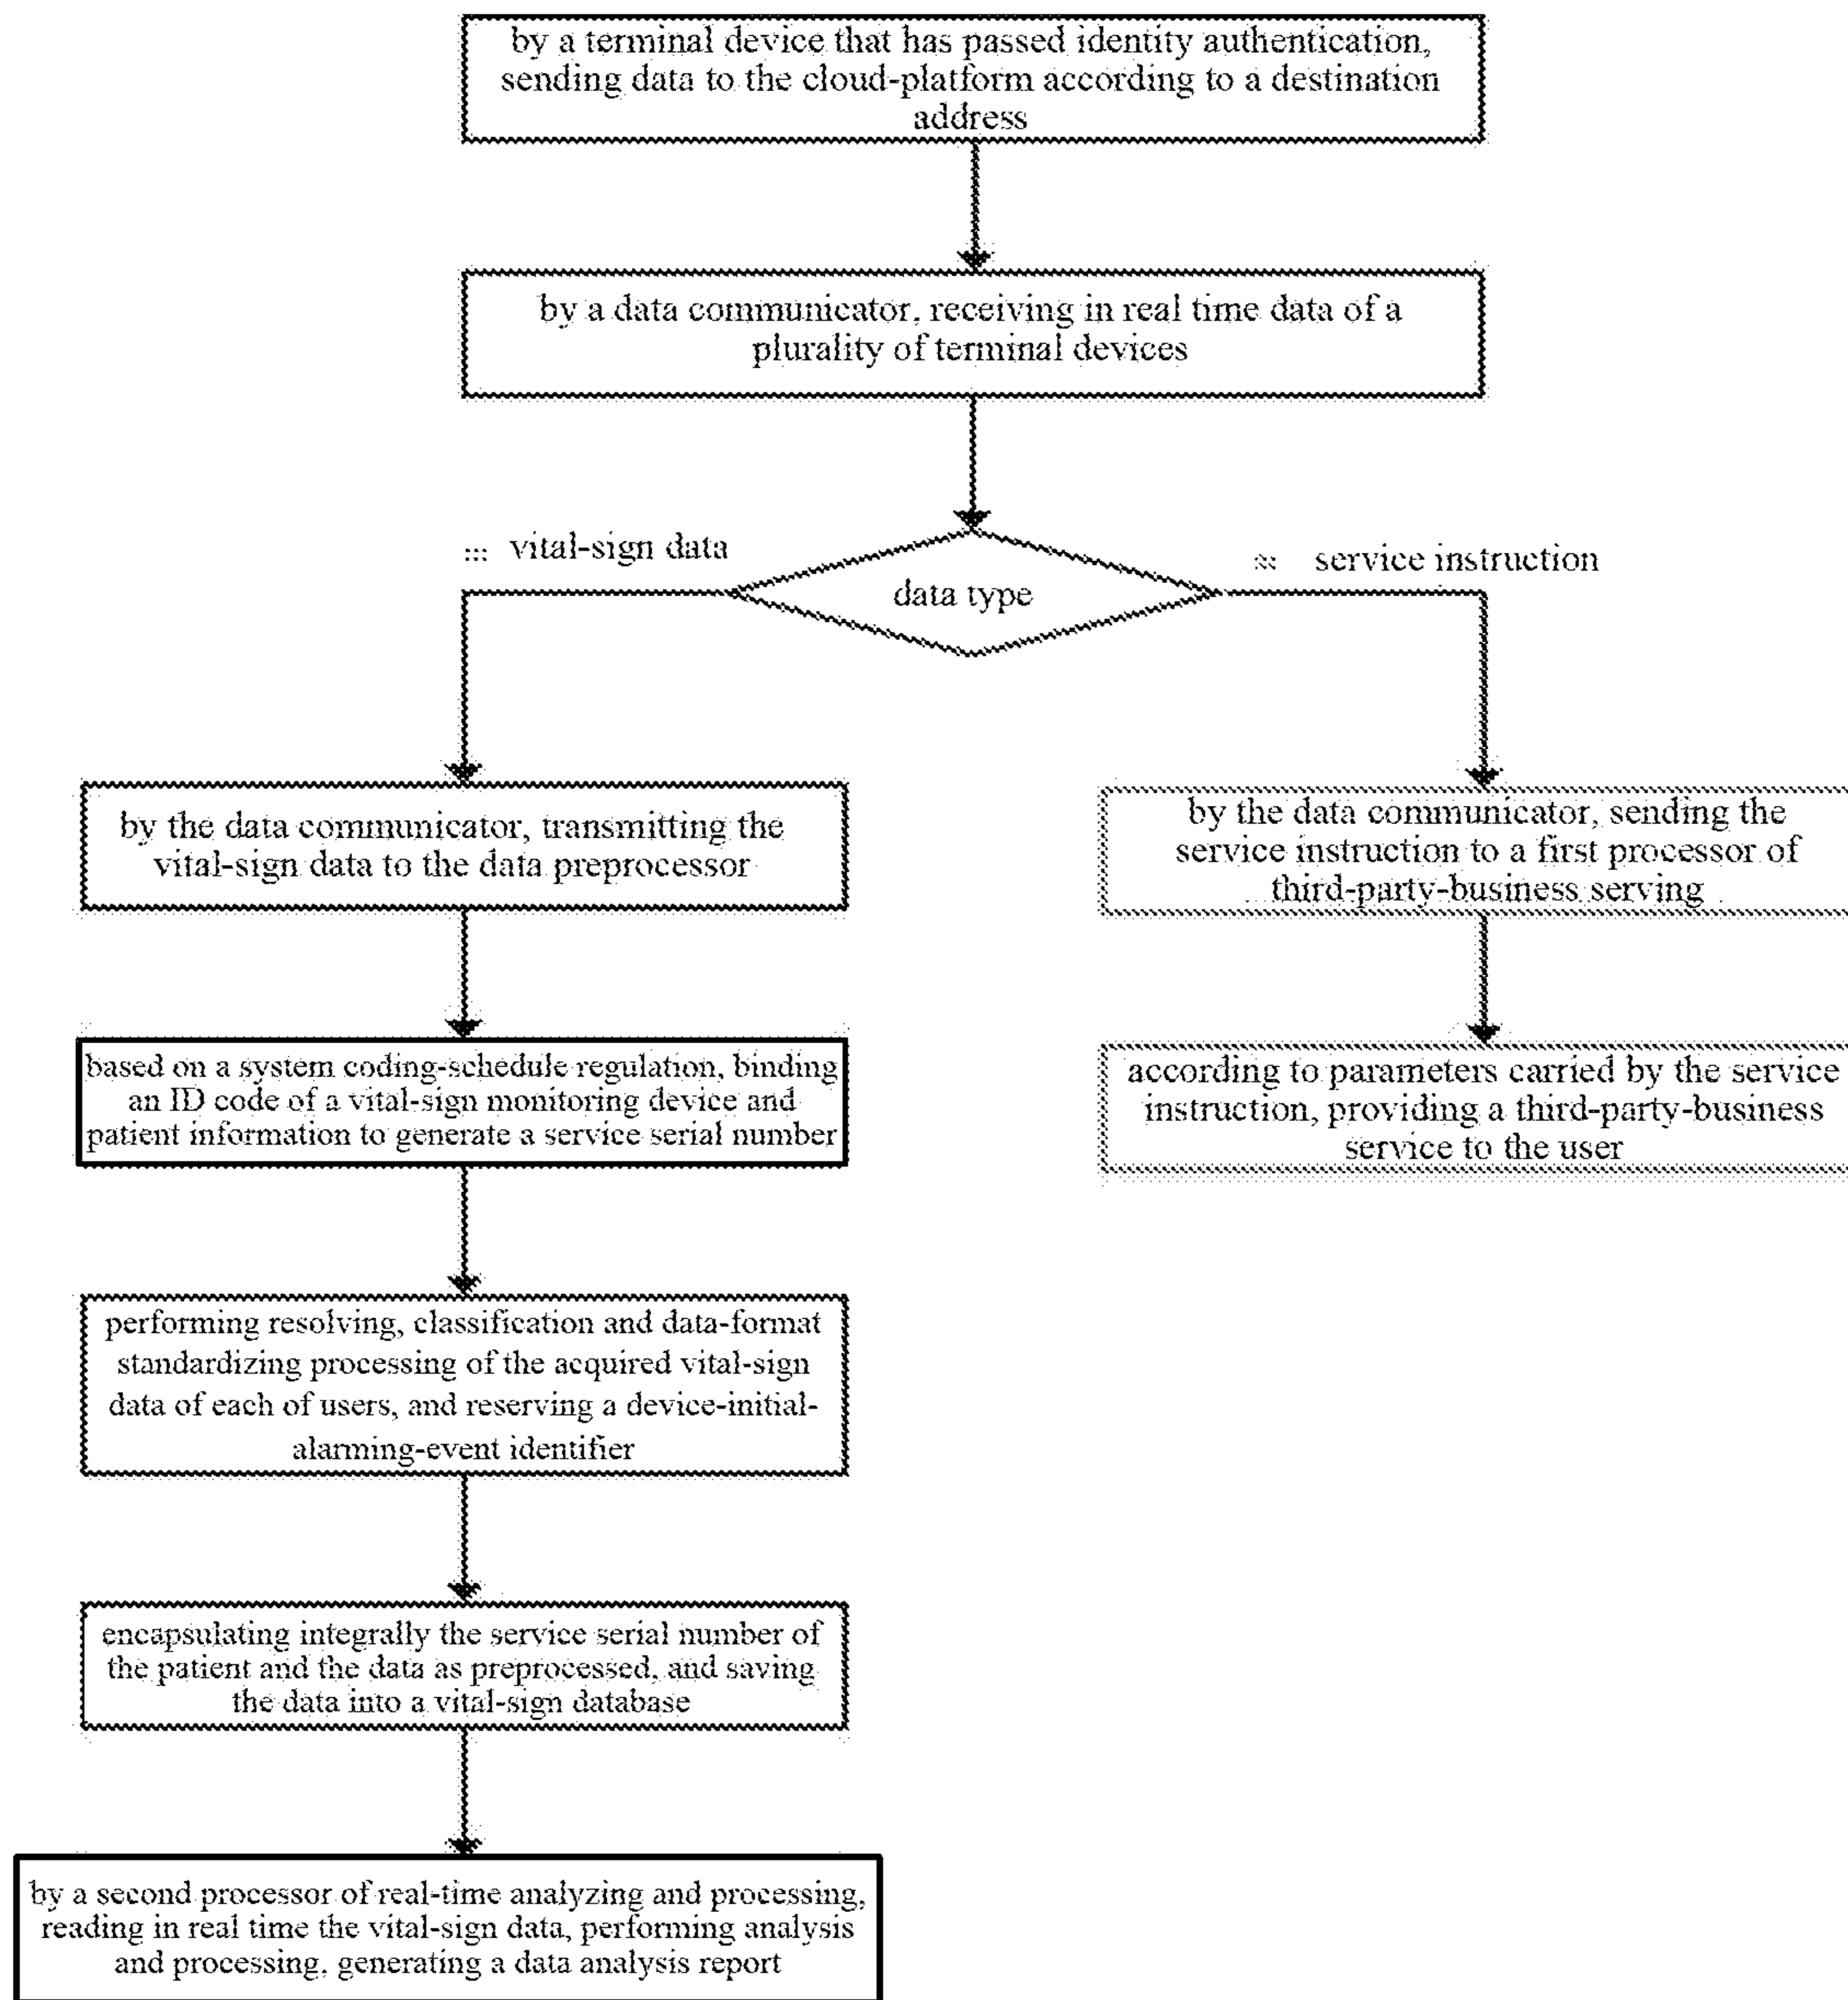 by a terminal device that has passed identity authentication,
sending data to the cloud-platform according to a destination
address
by a data communicator, receiving in real time data of a
plurality of terminal devices
vital-sign data
service instruction
data type
by the data communicator, transmitting the
vital-sign data to the data preprocessor
by the data communicator, sending the
service instruction to a first processor of
third-party-business serving
based on a system coding-schedule regulation, binding
an ID code of a vital-sign monitoring device and
patient information to generate a service serial number
according to parameters carried by the service
instruction, providing a third-party-business
service to the user
performing resolving, classification and data-format
standardizing processing of the acquired vital-sign
data of each of users, and reserving a device-initial-
alarming-event identifier
encapsulating integrally the service serial number of
the patient and the data as preprocessed, and saving
the data into a vital-sign database
by a second processor of real-time analyzing and processing,
reading in real time the vital-sign data, performing analysis
and processing, generating a data analysis report